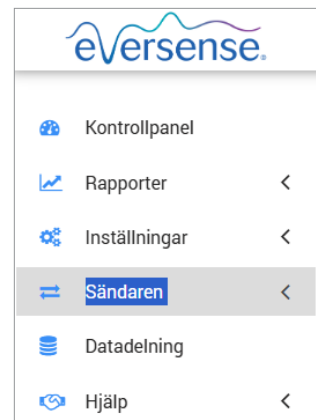 eversense.
Kontrollpanel
Rapporter
Inställningar
Sändaren
Datadelning
Hjälp